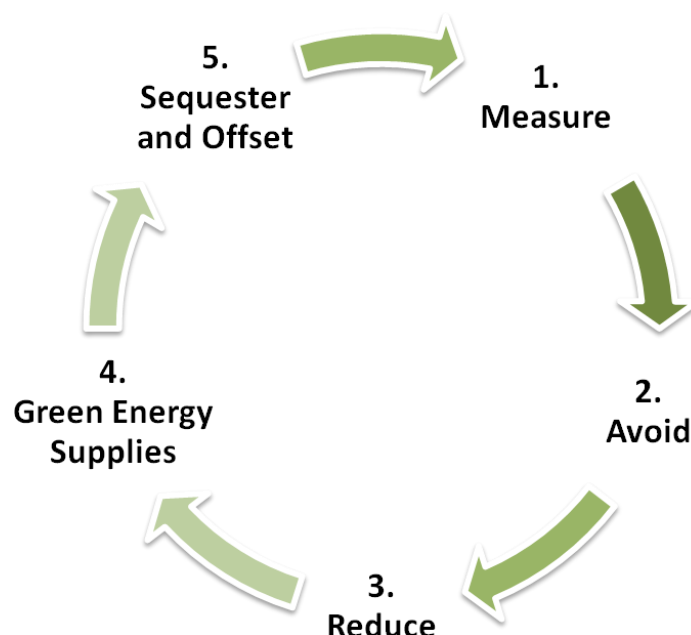 1.
Measure
2.
Avoid
3.
Reduce
4.
Green Energy
Supplies
5.
Sequester
and Offset